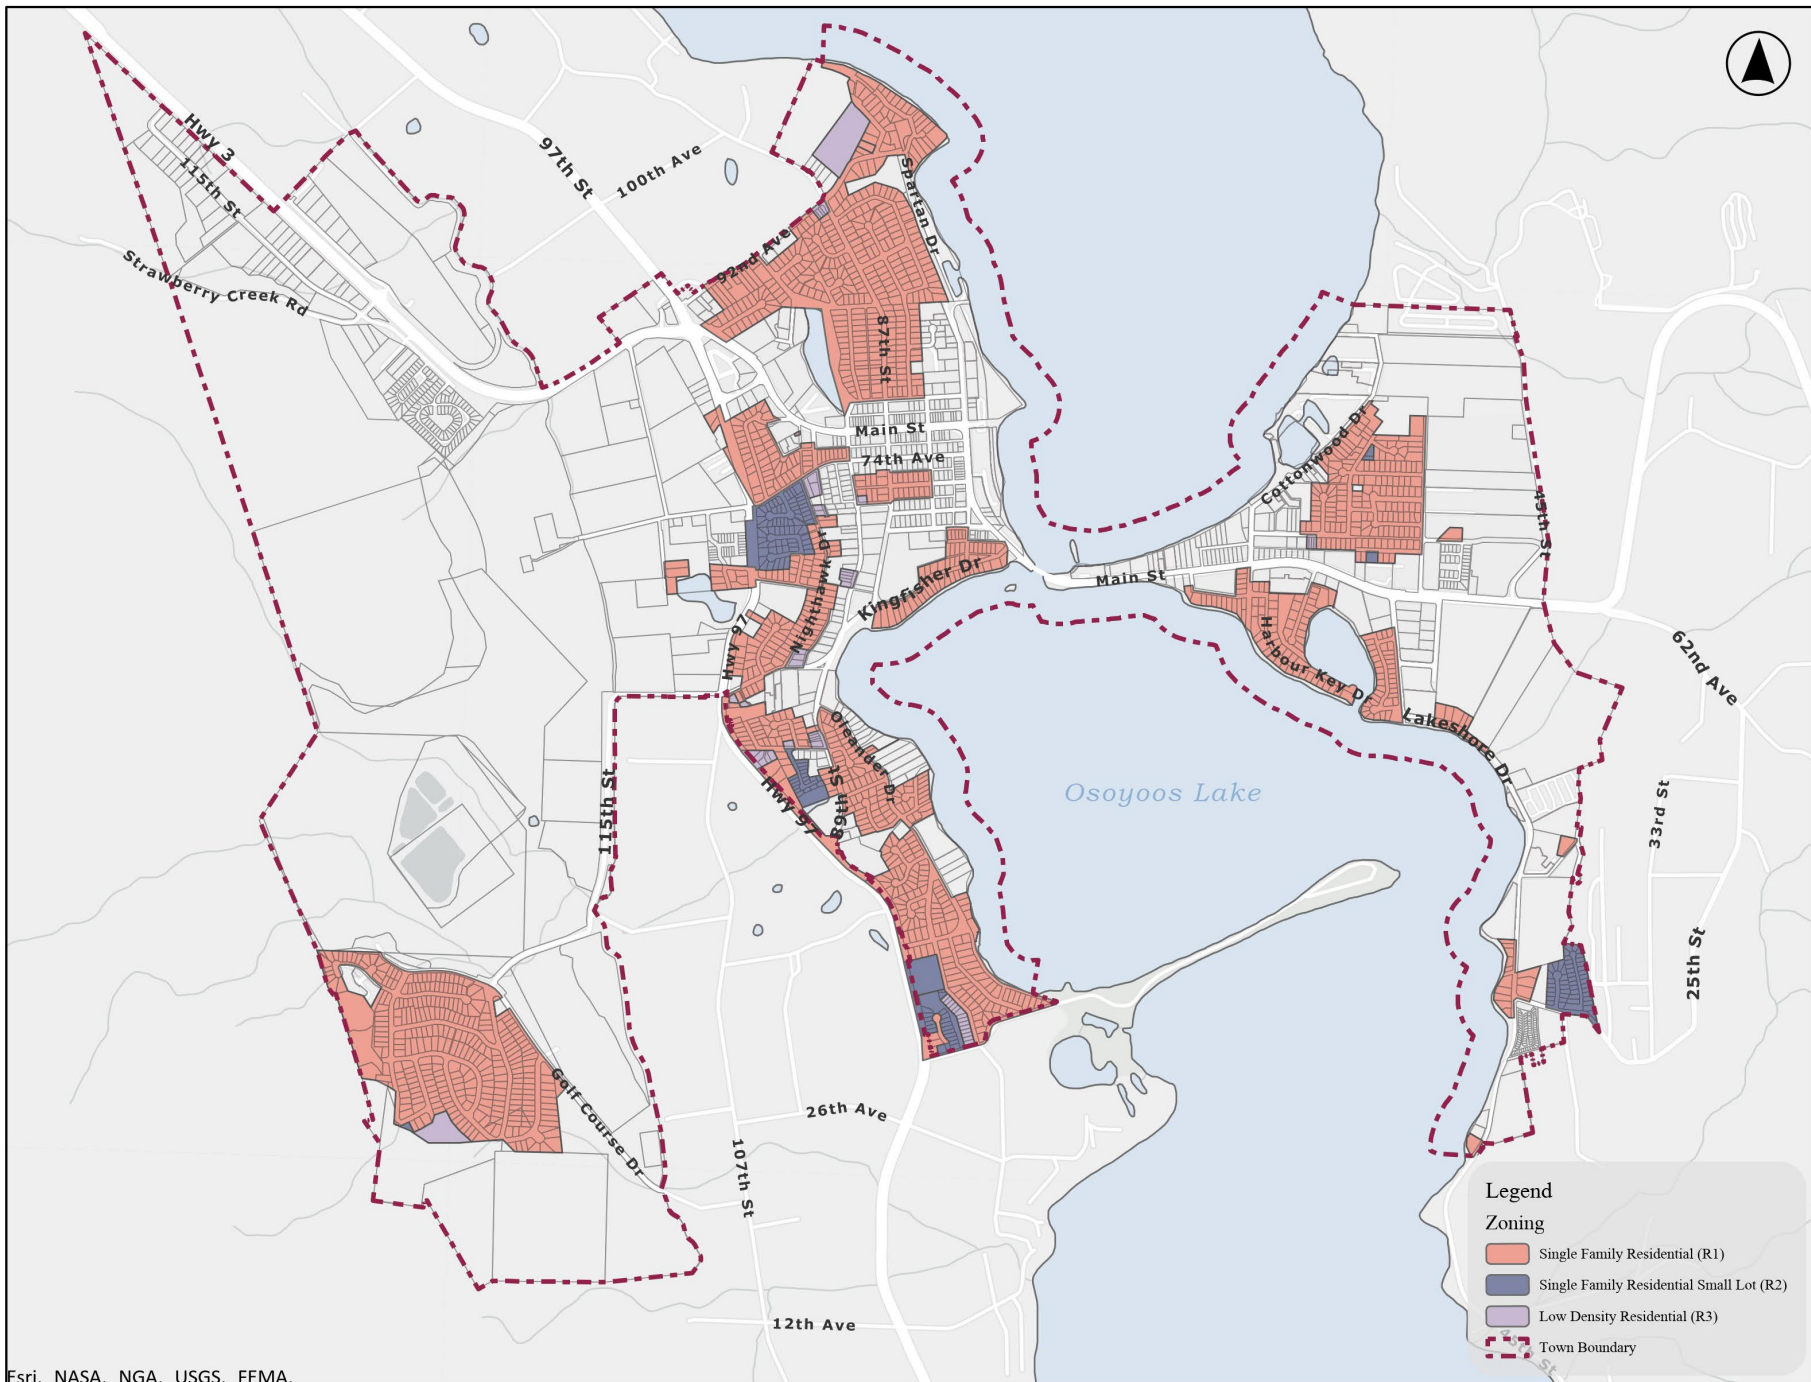 Hwy 3
115th St
97th St
100th Ave
Spartan Dr
92nd Ave
Strawberry Creek Rd
87th St
Main St
74th Ave
Cottonwood Dr
45th St
Nighthawk Dr
Kingfisher Dr
Main St
Hwy 97
Harbour Key Dr
62nd Ave
Lakeshore Dr
Oleander Dr
115th St
Hwy 97
89th St
Osoyoos Lake
33rd St
25th St
Golf Course Dr
26th Ave
107th St
12th Ave
Legend
Zoning
Single Family Residential (R1)
Single Family Residential Small Lot (R2)
Low Density Residential (R3)
Town Boundary
45th St
Esri, NASA, NGA, USGS, FEMA,